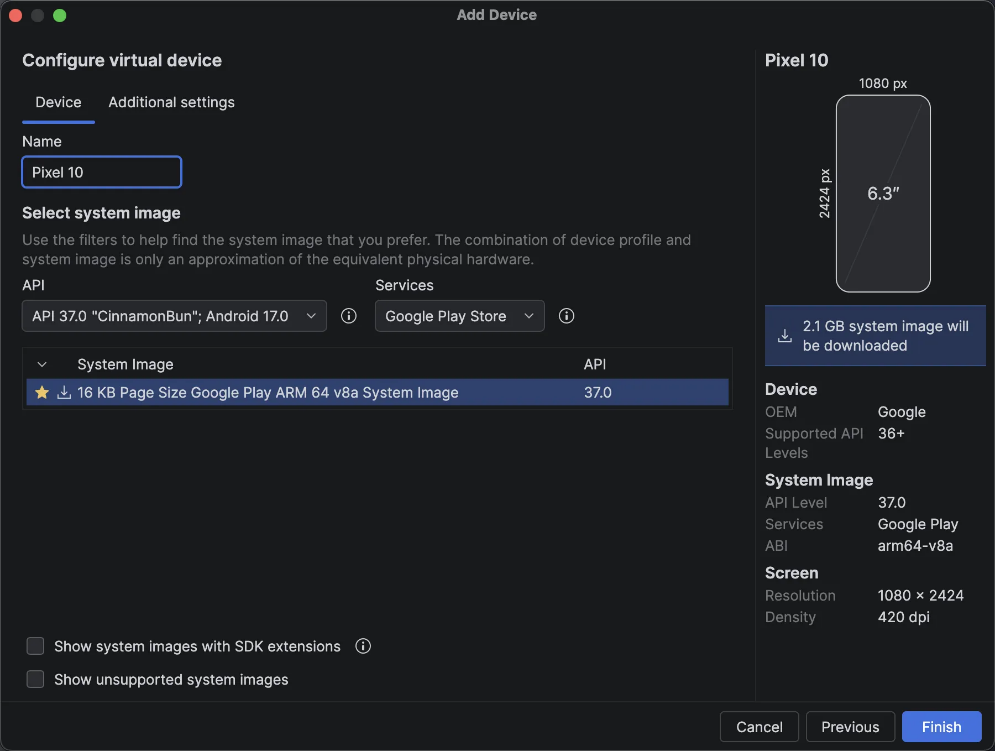 Add Device
Configure virtual device
Device
Additional settings
Name
Pixel 10
Select system image
Use the filters to help find the system image that you prefer. The combination of device profile and
system image is only an approximation of the equivalent physical hardware.
API
Services
API 37.0 "CinnamonBun"; Android 17.0
Google Play Store
System Image
API
16 KB Page Size Google Play ARM 64 v8a System Image
37.0
Show system images with SDK extensions
Show unsupported system images
Pixel 10
1080 px
2424 px
6.3”
2.1 GB system image will
be downloaded
Device
OEM Google
Supported API 36+
Levels
System Image
API Level 37.0
Services Google Play
ABI arm64-v8a
Screen
Resolution 1080 × 2424
Density 420 dpi
Cancel
Previous
Finish